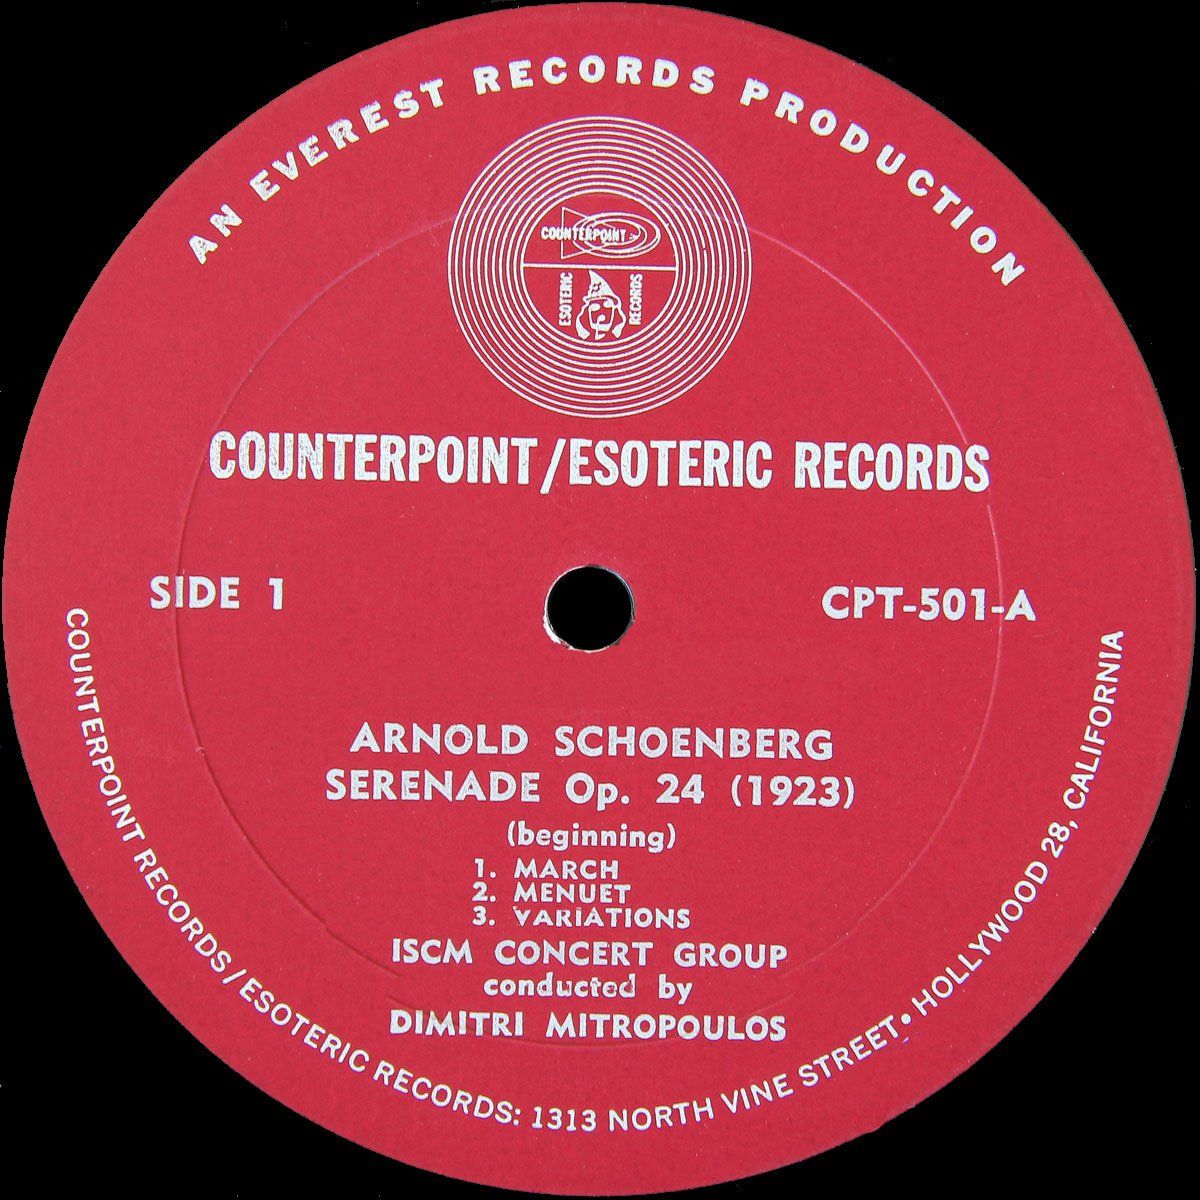 AN EVEREST RECORDS PRODUCTION
COUNTERPOINT
ESOTERIC
RECORDS
COUNTERPOINT/ESOTERIC RECORDS
SIDE 1
CPT-501-A
ARNOLD SCHOENBERG
SERENADE Op. 24 (1923)
(beginning)
1. MARCH
2. MENUET
3. VARIATIONS
ISCM CONCERT GROUP
conducted by
DIMITRI MITROPOULOS
COUNTERPOINT RECORDS/ESOTERIC RECORDS: 1313 NORTH VINE STREET • HOLLYWOOD 28, CALIFORNIA